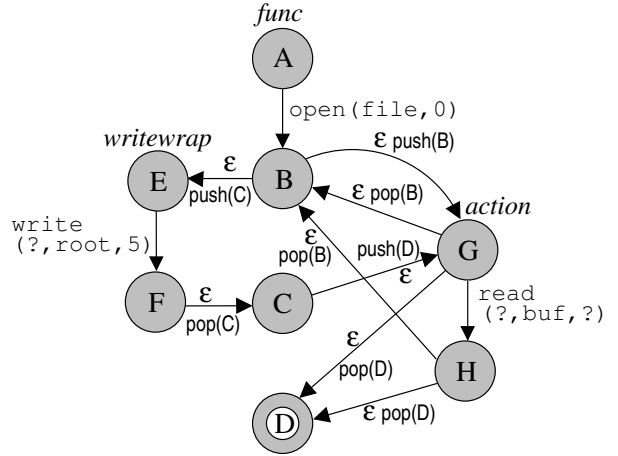 func
A
open(file,0)
writewrap
ε push(B)
E
ε
push(C)
B
ε pop(B)
action
write
(?,root,5)
ε
pop(B)
push(D)
ε
G
F
ε
pop(C)
C
read
(?,buf,?)
ε
pop(D)
H
ε pop(D)
D